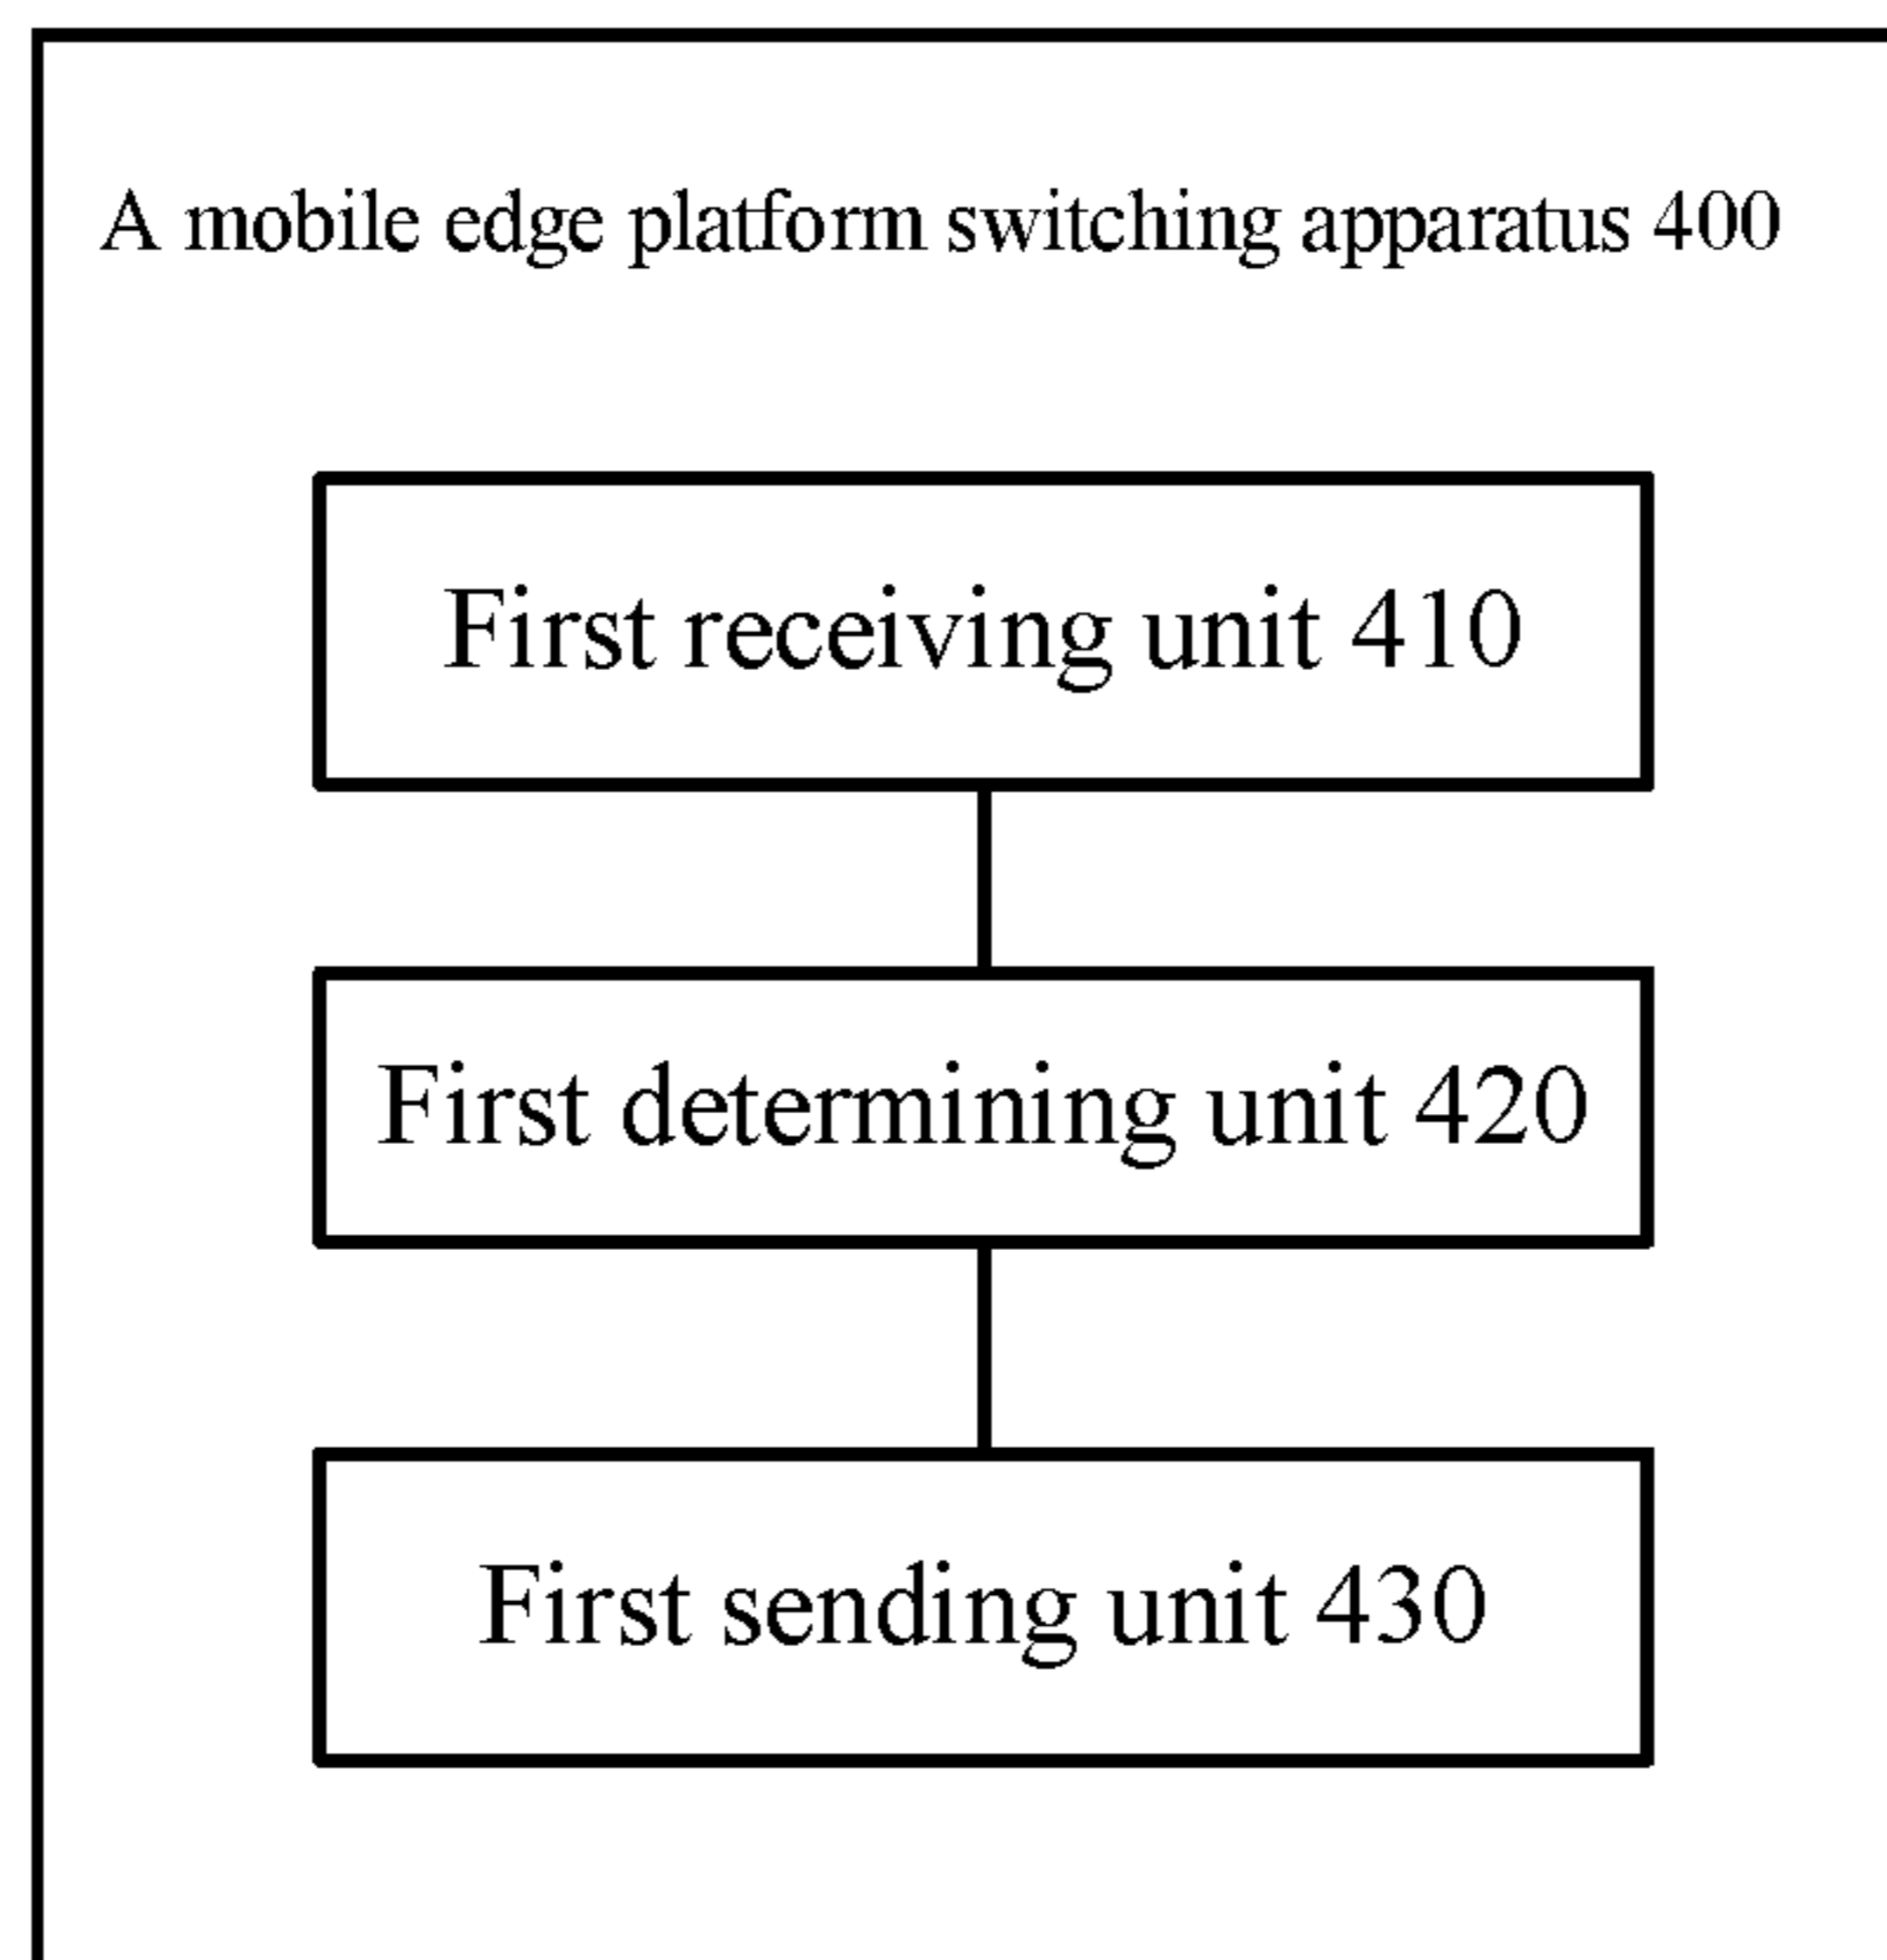 A mobile edge platform switching apparatus 400
First receiving unit 410
First determining unit 420
First sending unit 430